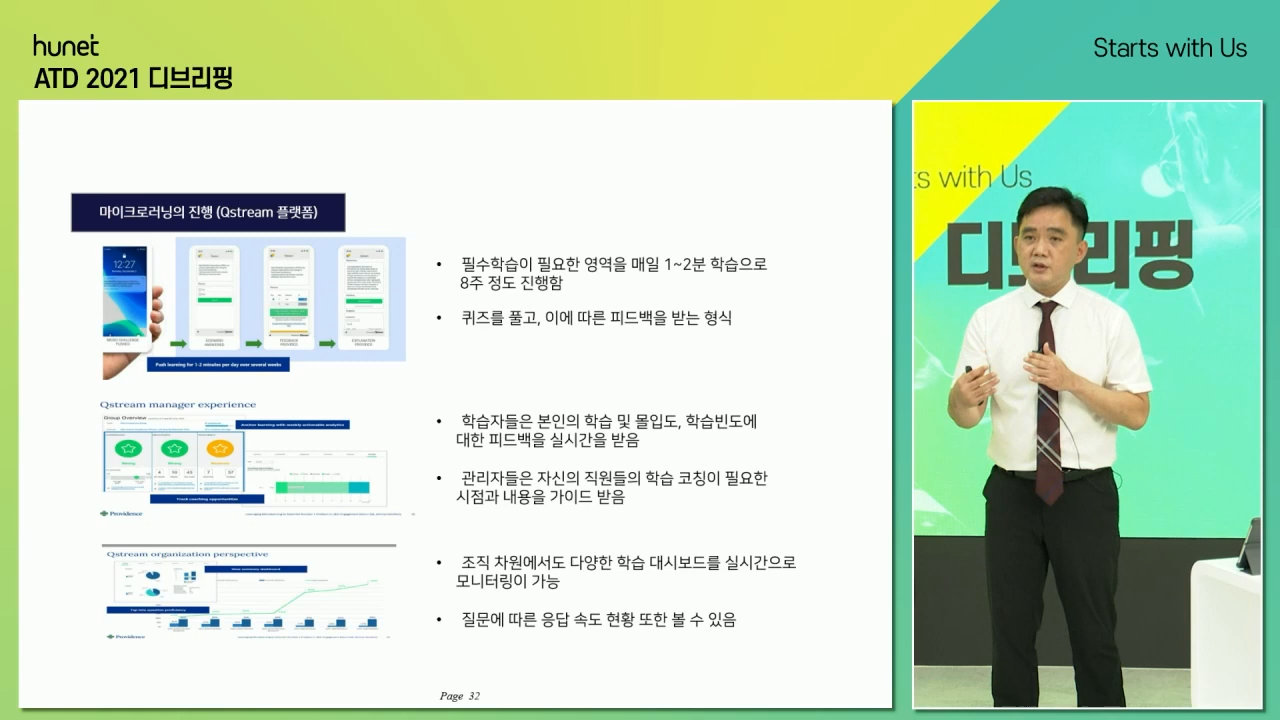 hunet
ATD 2021 디브리핑
Starts with Us
마이크로러닝의 진행 (Qstream 플랫폼)
12:27
Push learning for 1-2 minutes per day over several weeks
• 필수학습이 필요한 영역을 매일 1~2분 학습으로
8주 정도 진행함
• 퀴즈를 풀고, 이에 따른 피드백을 받는 형식
Qstream manager experience
Group Overview
Anchor learning with weekly actionable analytics
Track coaching opportunities
Providence
• 학습자들은 본인의 학습 및 몰입도, 학습빈도에
대한 피드백을 실시간을 받음
• 관리자들은 자신의 직원들의 학습 코칭이 필요한
시점과 내용을 가이드 받음
Qstream organization perspective
View summary dashboard
Providence
• 조직 차원에서도 다양한 학습 대시보드를 실시간으로
모니터링이 가능
• 질문에 따른 응답 속도 현황 또한 볼 수 있음
Page 32
ts with Us
디브리핑